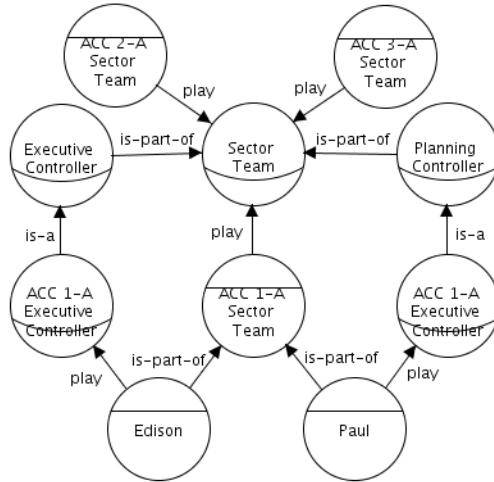 ACC 2-A
Sector
Team
ACC 3-A
Sector
Team
play
play
Executive
Controller
is-part-of
Sector
Team
is-part-of
Planning
Controller
is-a
play
is-a
ACC 1-A
Executive
Controller
ACC 1-A
Sector
Team
ACC 1-A
Executive
Controller
play
is-part-of
is-part-of
play
Edison
Paul